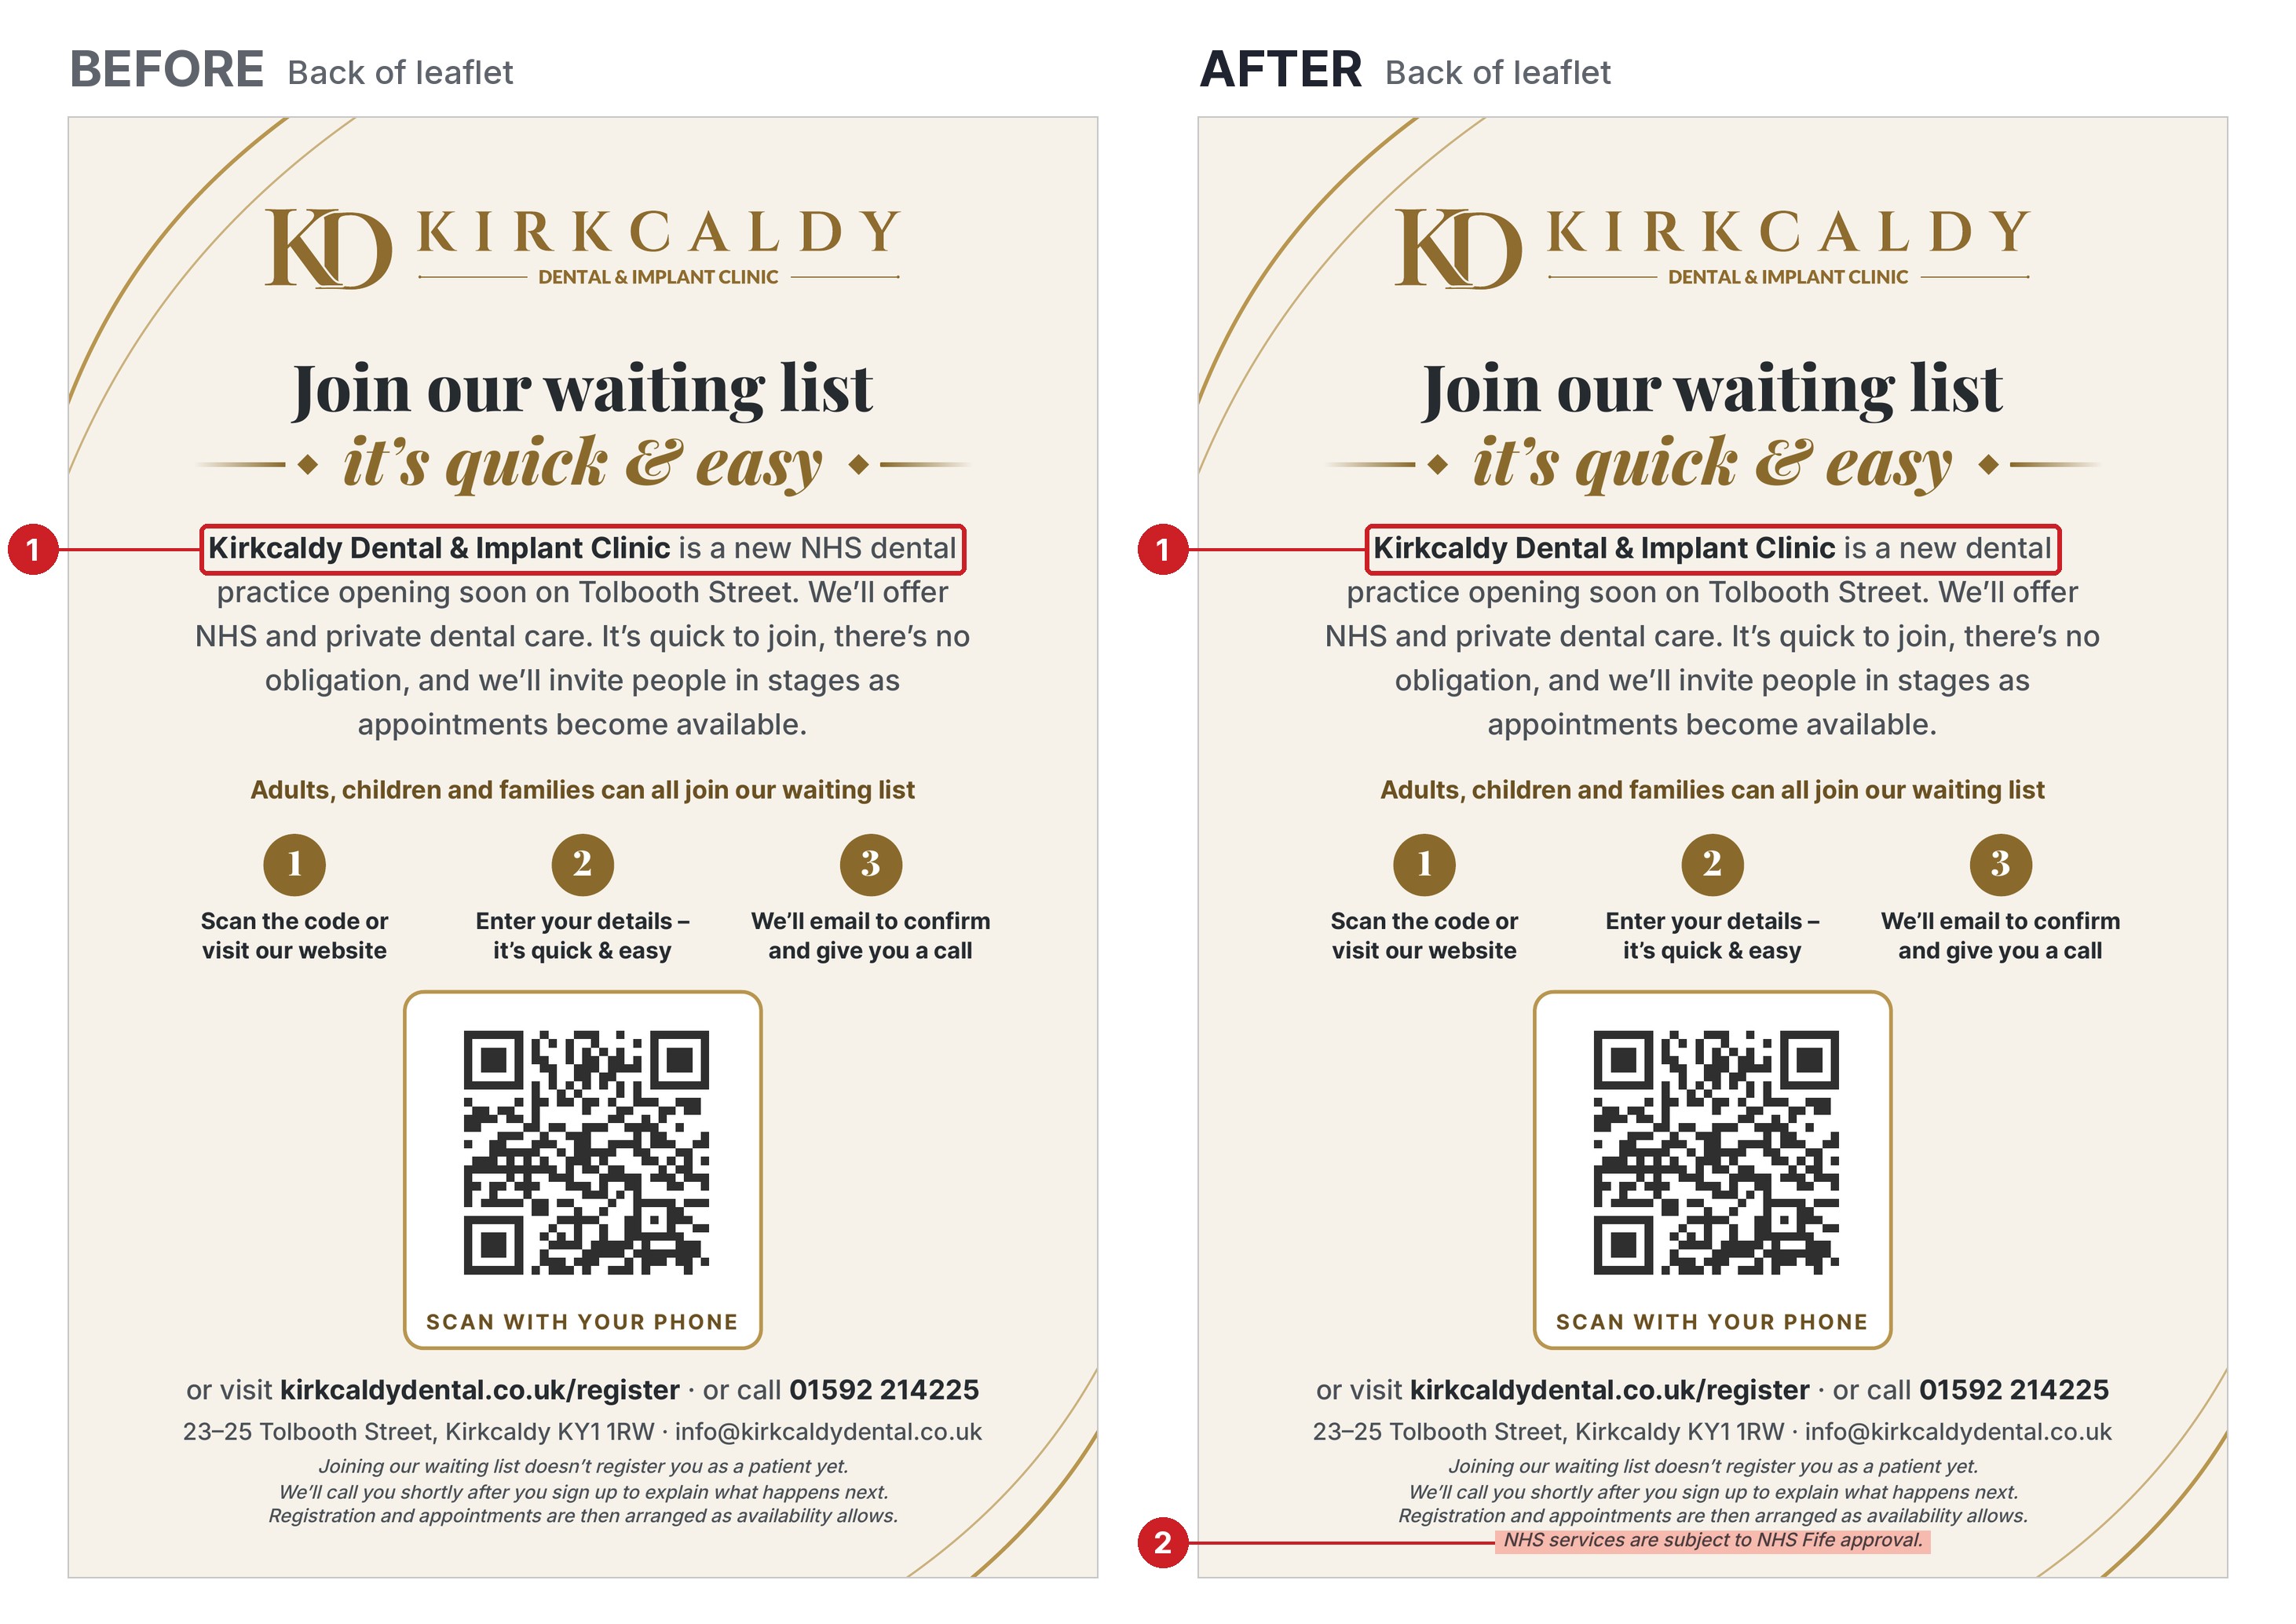 BEFORE Back of leaflet
KD KIRKCALDY
DENTAL & IMPLANT CLINIC
Join our waiting list
it’s quick & easy
1
Kirkcaldy Dental & Implant Clinic is a new NHS dental
practice opening soon on Tolbooth Street. We’ll offer
NHS and private dental care. It’s quick to join, there’s no
obligation, and we’ll invite people in stages as
appointments become available.
Adults, children and families can all join our waiting list
1
Scan the code or
visit our website
2
Enter your details –
it’s quick & easy
3
We’ll email to confirm
and give you a call
SCAN WITH YOUR PHONE
or visit kirkcaldydental.co.uk/register · or call 01592 214225
23–25 Tolbooth Street, Kirkcaldy KY1 1RW · info@kirkcaldydental.co.uk
Joining our waiting list doesn’t register you as a patient yet.
We’ll call you shortly after you sign up to explain what happens next.
Registration and appointments are then arranged as availability allows.
AFTER Back of leaflet
KD KIRKCALDY
DENTAL & IMPLANT CLINIC
Join our waiting list
it’s quick & easy
1
Kirkcaldy Dental & Implant Clinic is a new dental
practice opening soon on Tolbooth Street. We’ll offer
NHS and private dental care. It’s quick to join, there’s no
obligation, and we’ll invite people in stages as
appointments become available.
Adults, children and families can all join our waiting list
1
Scan the code or
visit our website
2
Enter your details –
it’s quick & easy
3
We’ll email to confirm
and give you a call
SCAN WITH YOUR PHONE
or visit kirkcaldydental.co.uk/register · or call 01592 214225
23–25 Tolbooth Street, Kirkcaldy KY1 1RW · info@kirkcaldydental.co.uk
Joining our waiting list doesn’t register you as a patient yet.
We’ll call you shortly after you sign up to explain what happens next.
Registration and appointments are then arranged as availability allows.
2
NHS services are subject to NHS Fife approval.